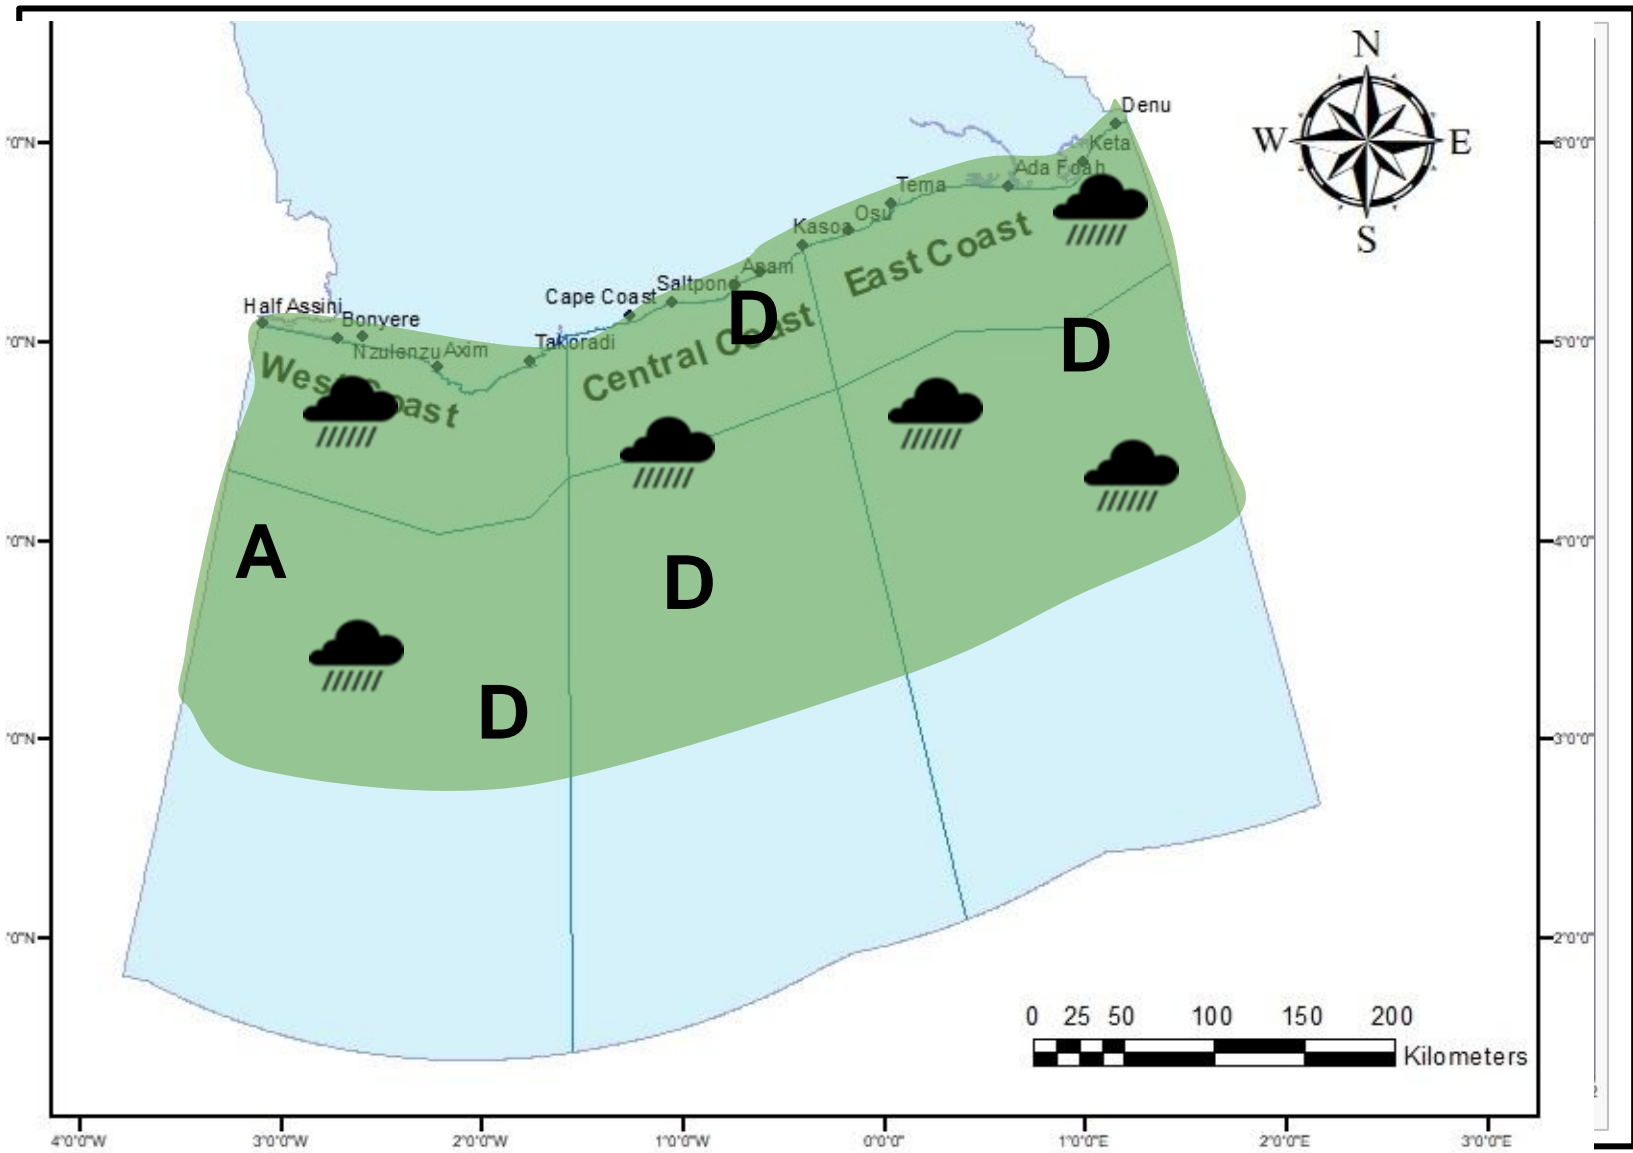 N
W E
S
Denu
Keta
Ada Foah
Tema
Osu
Kasoa
Apam
Saltpond
Cape Coast
Takoradi
Half Assini
Bonyere
Nzulenzu
Axim
East Coast
Central Coast
West Coast
D
D
A
D
D
6°0'0"
5°0'0"
4°0'0"
3°0'0"
2°0'0"
0 25 50 100 150 200
Kilometers
4°0'0"W 3°0'0"W 2°0'0"W 1°0'0"W 0°0'0" 1°0'0"E 2°0'0"E 3°0'0"E